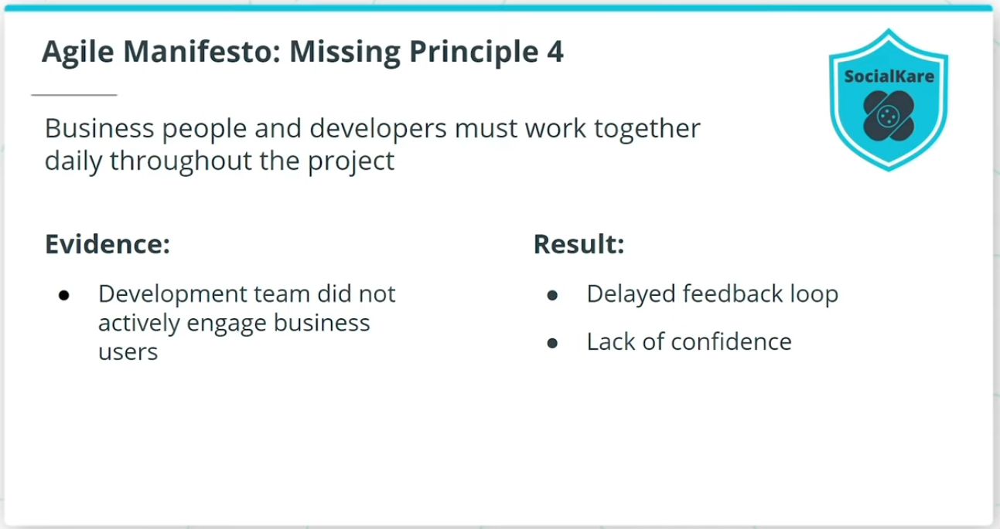 Agile Manifesto: Missing Principle 4
SocialKare
Business people and developers must work together
daily throughout the project
Evidence:
● Development team did not
actively engage business
users
Result:
● Delayed feedback loop
● Lack of confidence